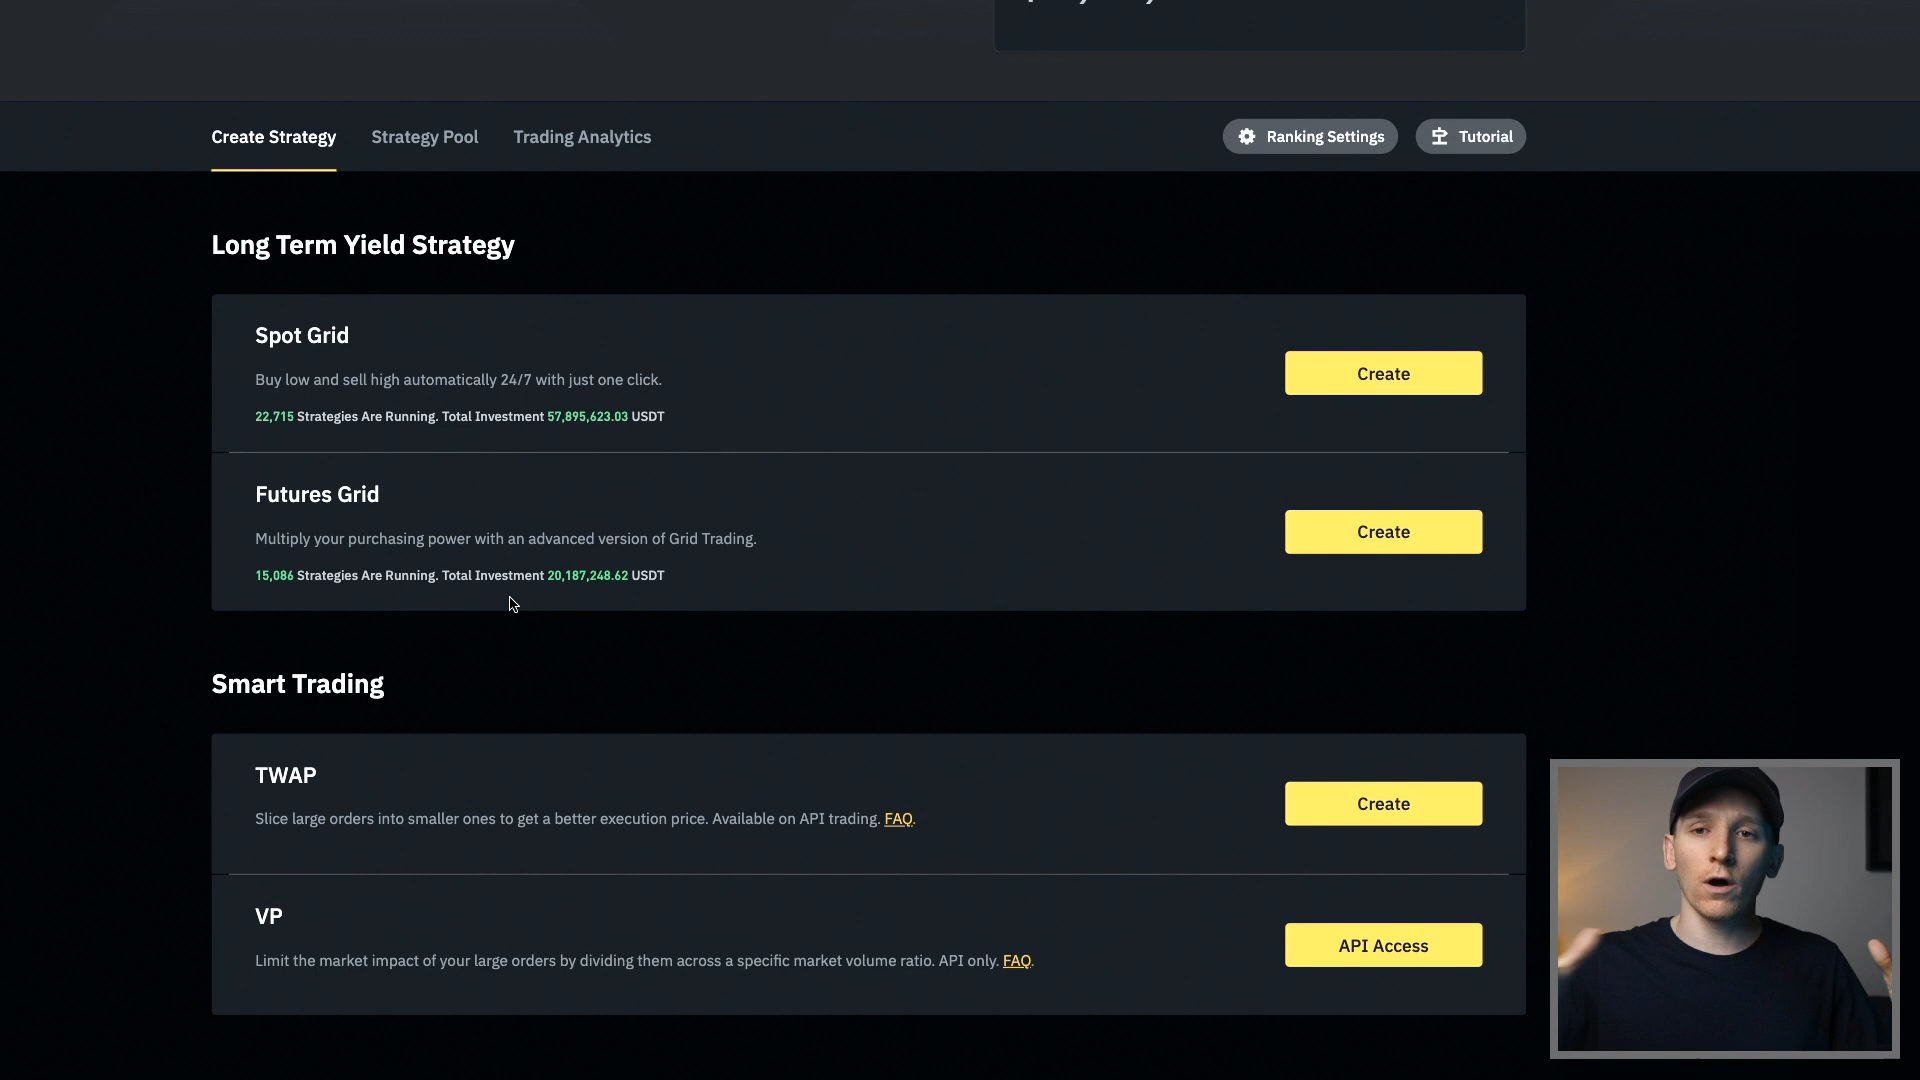 Create Strategy
Strategy Pool
Trading Analytics
Ranking Settings
Tutorial
Long Term Yield Strategy
Spot Grid
Buy low and sell high automatically 24/7 with just one click.
22,715 Strategies Are Running. Total Investment 57,895,623.03 USDT
Create
Futures Grid
Multiply your purchasing power with an advanced version of Grid Trading.
15,086 Strategies Are Running. Total Investment 20,187,248.62 USDT
Create
Smart Trading
TWAP
Slice large orders into smaller ones to get a better execution price. Available on API trading. FAQ.
Create
VP
Limit the market impact of your large orders by dividing them across a specific market volume ratio. API only. FAQ.
API Access